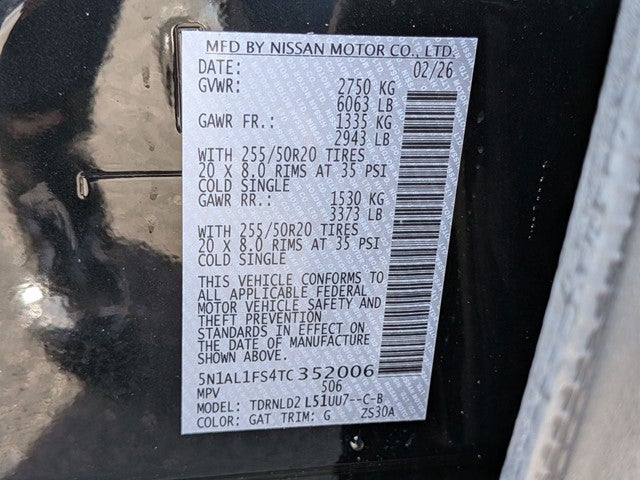 MFD BY NISSAN MOTOR CO., LTD.
DATE: 02/26
GVWR: 2750 KG
6063 LB
GAWR FR.: 1335 KG
2943 LB
WITH 255/50R20 TIRES
20 X 8.0 RIMS AT 35 PSI
COLD SINGLE
GAWR RR.: 1530 KG
3373 LB
WITH 255/50R20 TIRES
20 X 8.0 RIMS AT 35 PSI
COLD SINGLE
THIS VEHICLE CONFORMS TO
ALL APPLICABLE FEDERAL
MOTOR VEHICLE SAFETY AND
THEFT PREVENTION
STANDARDS IN EFFECT ON
THE DATE OF MANUFACTURE
SHOWN ABOVE.
5N1AL1FS4TC352006
MPV 506
MODEL: TDRNLD2 L51UU7--C-B
COLOR: GAT TRIM: G ZS30A